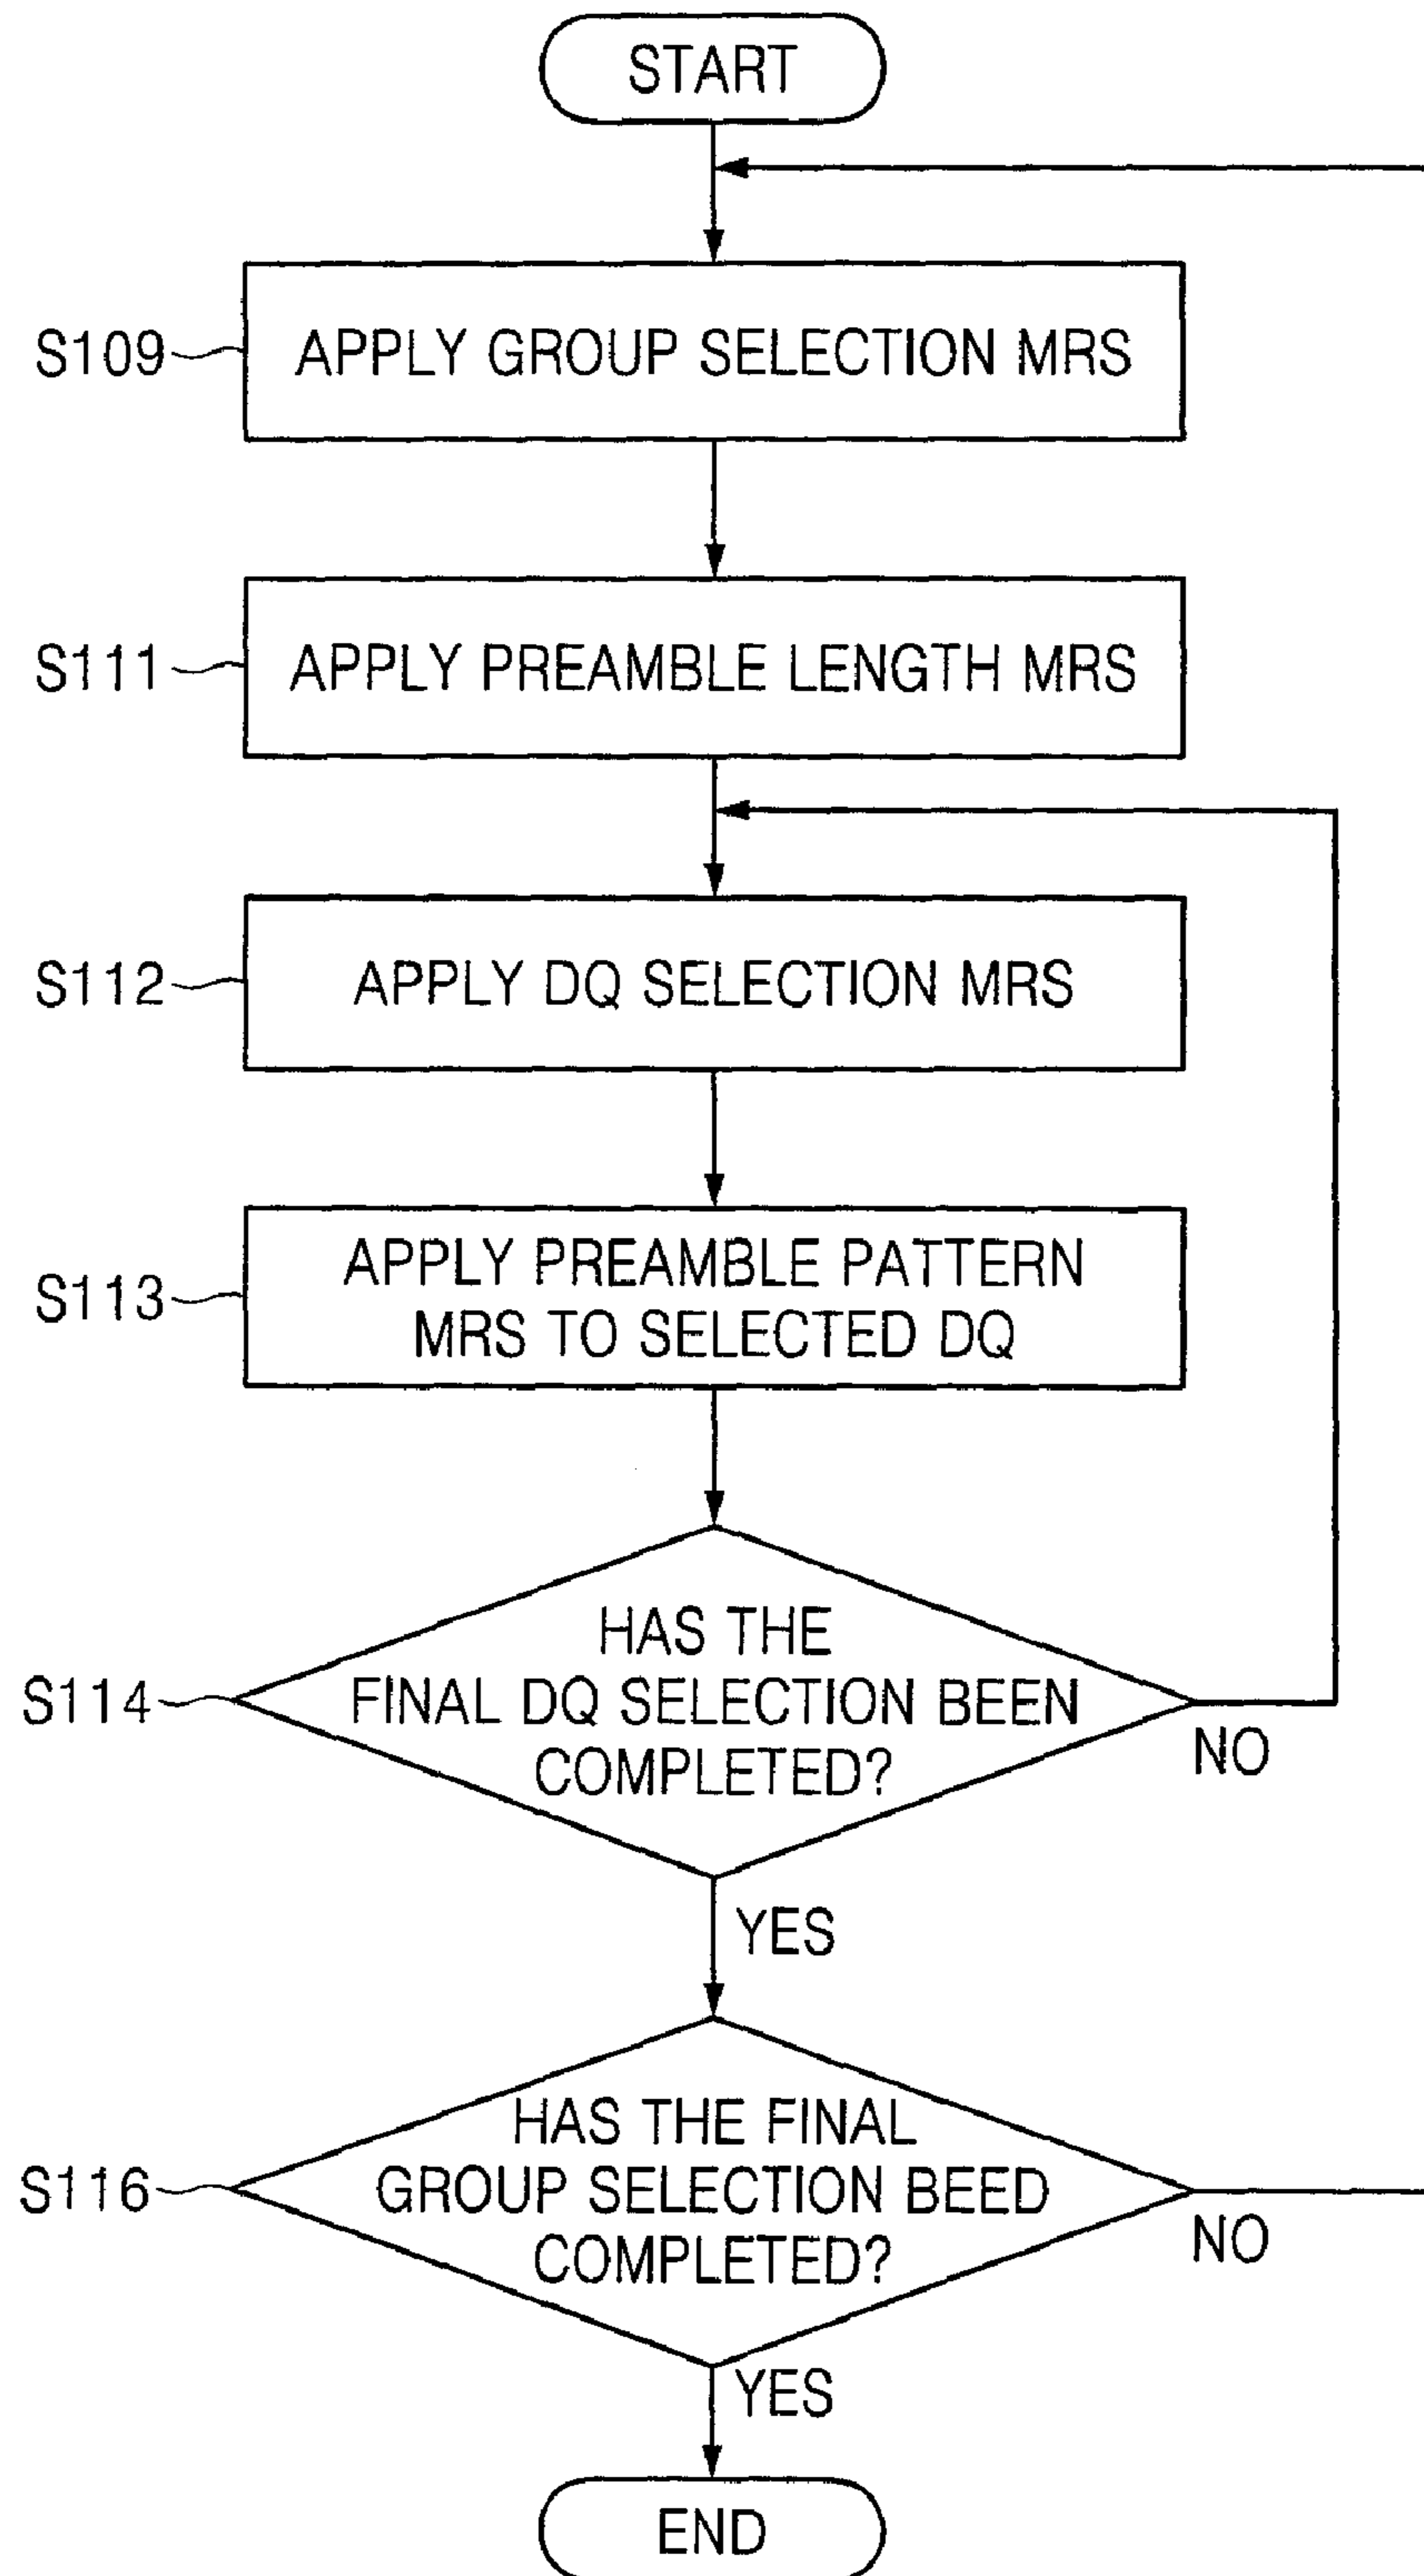 START
S109
APPLY GROUP SELECTION MRS
S111
APPLY PREAMBLE LENGTH MRS
S112
APPLY DQ SELECTION MRS
S113
APPLY PREAMBLE PATTERN
MRS TO SELECTED DQ
S114
HAS THE
FINAL DQ SELECTION BEEN
COMPLETED?
NO
YES
S116
HAS THE FINAL
GROUP SELECTION BEED
COMPLETED?
NO
YES
END